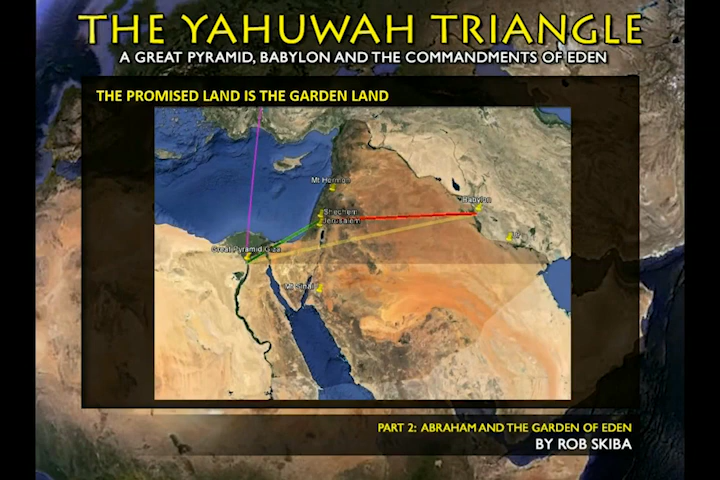 THE YAHUWAH TRIANGLE
A GREAT PYRAMID, BABYLON AND THE COMMANDMENTS OF EDEN
THE PROMISED LAND IS THE GARDEN LAND
Mt Hermon
Shechem
Jerusalem
Babylon
Great Pyramid Giza
Mt Sinai
PART 2: ABRAHAM AND THE GARDEN OF EDEN
BY ROB SKIBA